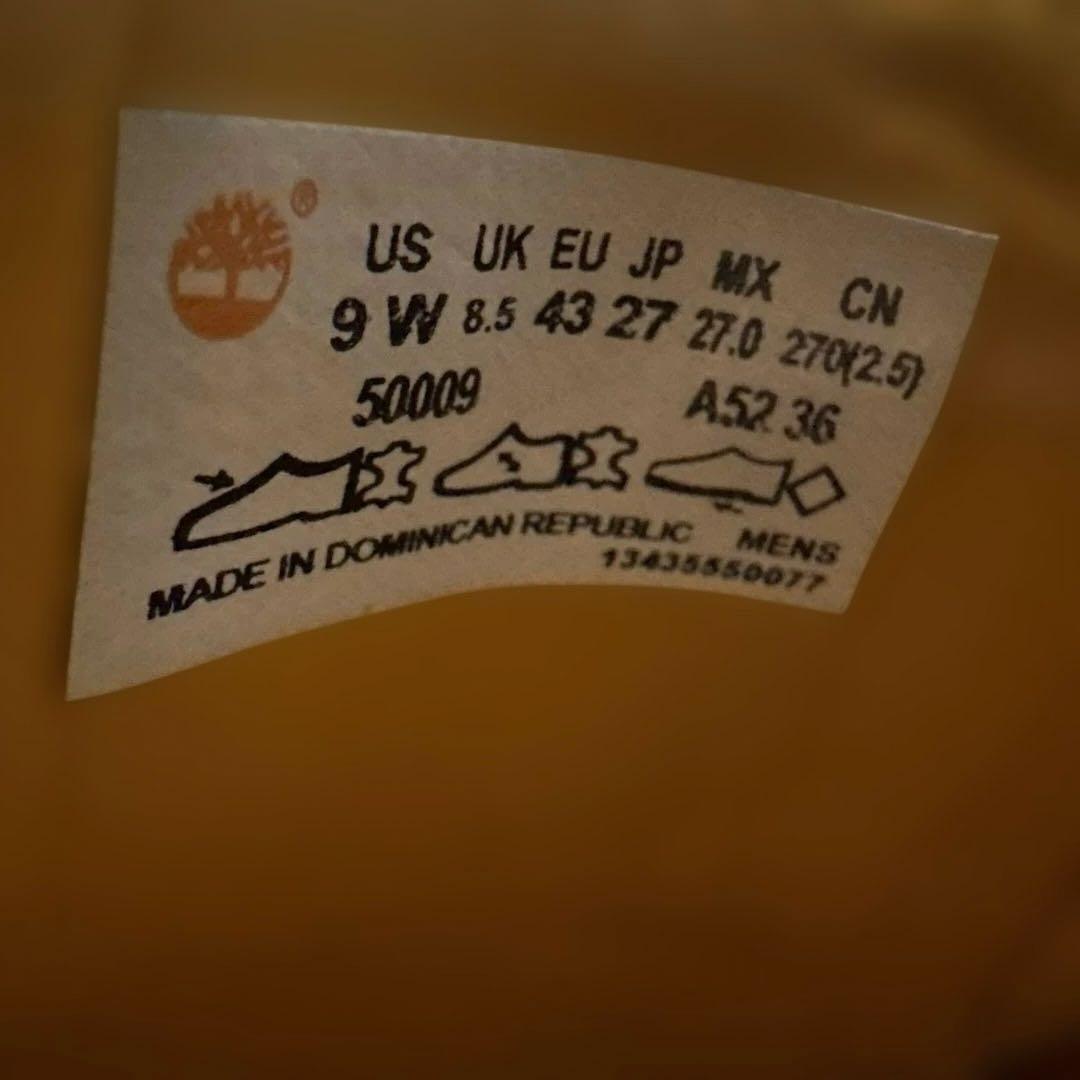 ®
US UK EU JP MX CN
9 W 8.5 43 27 27.0 270(2.5)
50009 A52 36
MADE IN DOMINICAN REPUBLIC MENS
13435550077